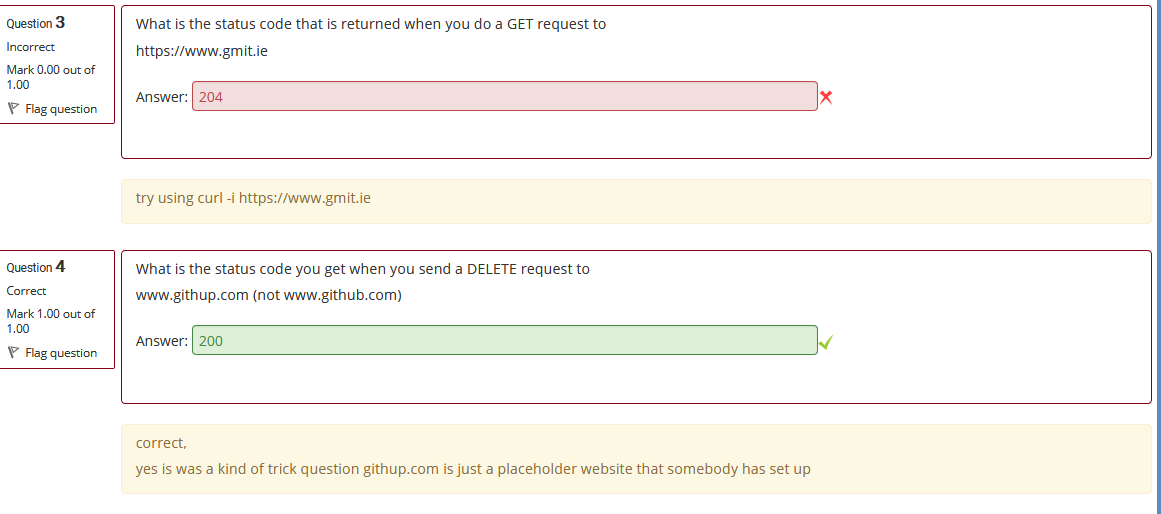 Question 3
Incorrect
Mark 0.00 out of
1.00
Flag question
What is the status code that is returned when you do a GET request to
https://www.gmit.ie
Answer: 204
try using curl -i https://www.gmit.ie
Question 4
Correct
Mark 1.00 out of
1.00
Flag question
What is the status code you get when you send a DELETE request to
www.githup.com (not www.github.com)
Answer: 200
correct,
yes is was a kind of trick question githup.com is just a placeholder website that somebody has set up